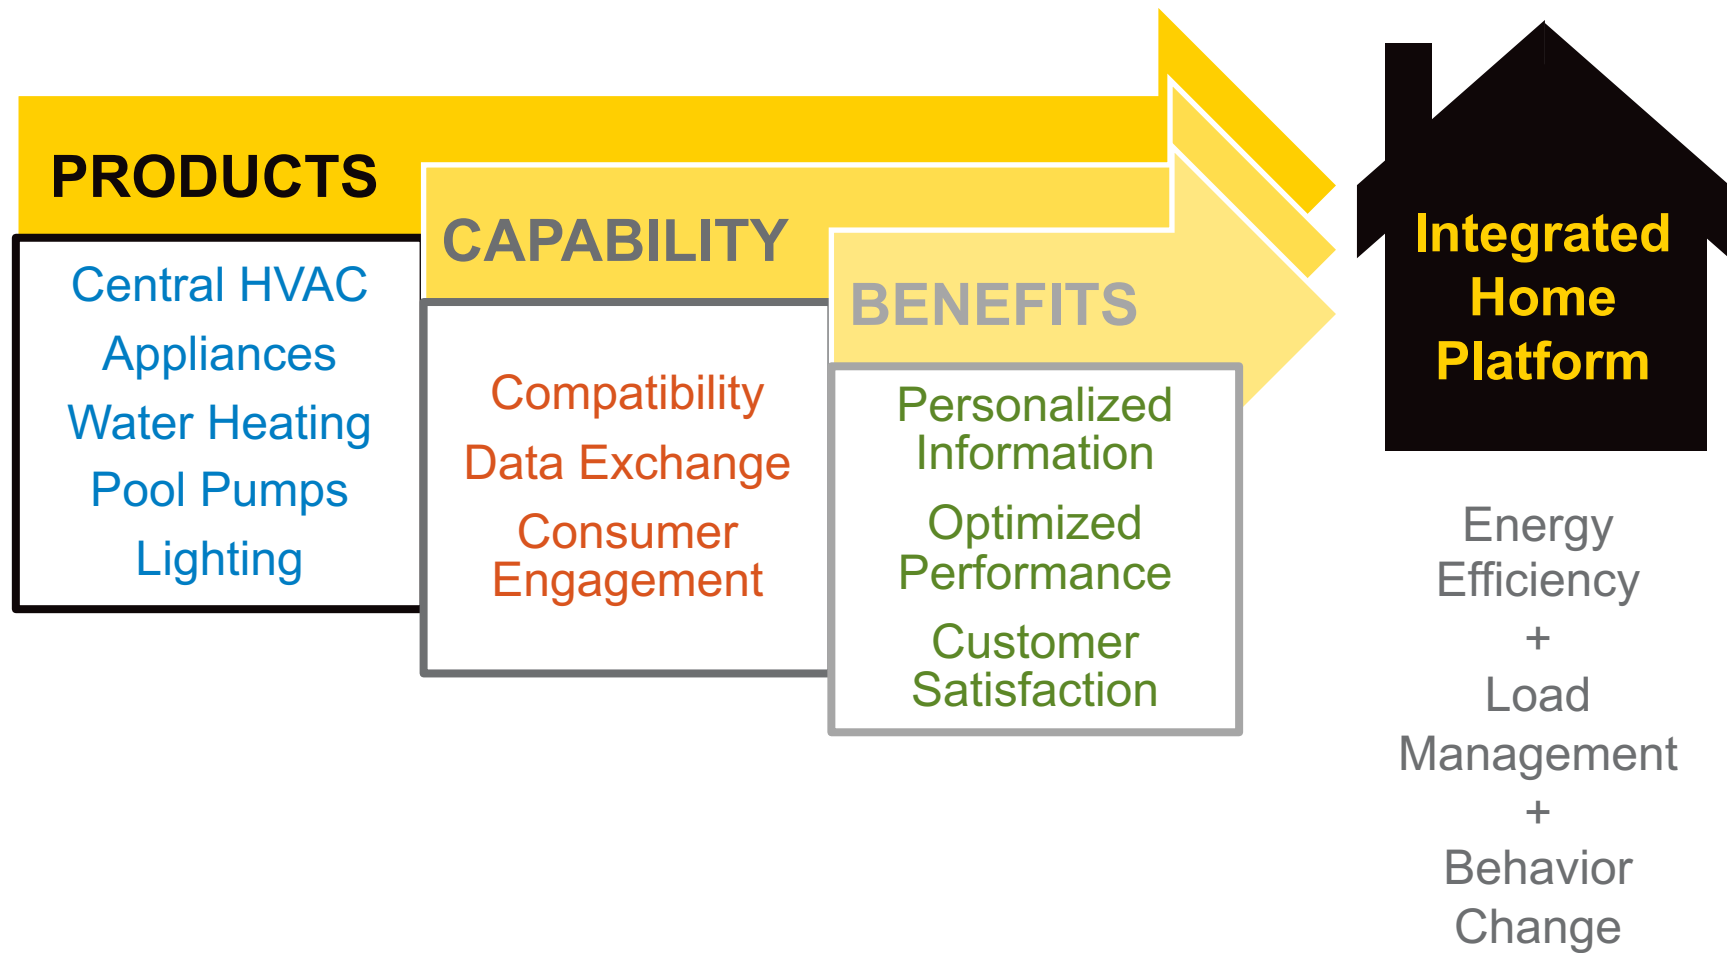 PRODUCTS
Central HVAC
Appliances
Water Heating
Pool Pumps
Lighting
CAPABILITY
Compatibility
Data Exchange
Consumer
Engagement
BENEFITS
Personalized
Information
Optimized
Performance
Customer
Satisfaction
Integrated
Home
Platform
Energy
Efficiency
+
Load
Management
+
Behavior
Change